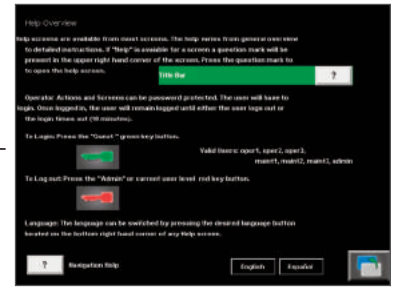 Help Overview
Help screens are available from most screens. The help varies from general overview
to detailed instructions. If "Help" is avaiable for a screen a question mark will be
present in the upper right hand corner of the screen. Press the question mark to
to open the help screen.
Title Bar
?
Operator Actions and Screens can be password protected. The user will have to
login. Once logged in, the user will remain logged until either the user logs out or
the login times out (10 minutes).
To Login: Press the "Guest " green key button.
Valid Users: oper1, oper2, oper3,
maint1, maint2, maint3, admin
To Log out: Press the "Admin" or current user level red key button.
Language: The language can be switched by pressing the desired language button
located on the bottom right hand corner of any Help screen.
?
Navigation Help
English
Español